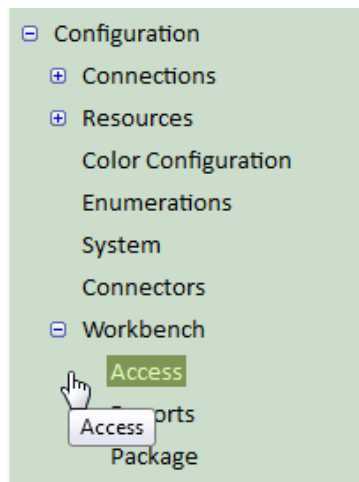 Configuration
Connections
Resources
Color Configuration
Enumerations
System
Connectors
Workbench
Access
Access
Package